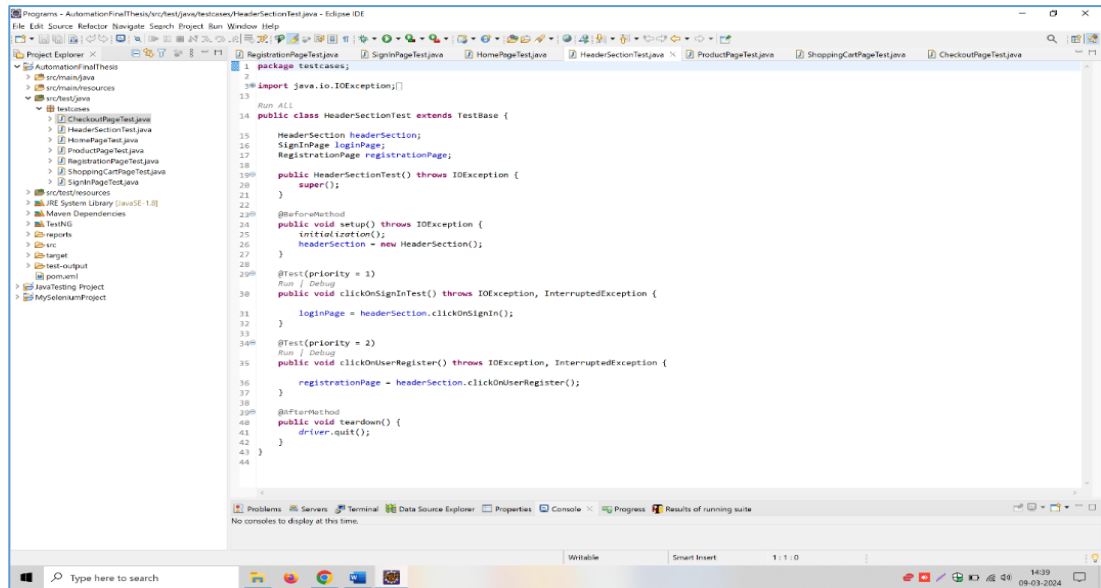 Programs - AutomationFinalThesis/src/test/java/testcases/HeaderSectionTest.java - Eclipse IDE
File Edit Source Refactor Navigate Search Project Run Window Help
Project Explorer
AutomationFinalThesis
src/main/java
src/main/resources
src/test/java
testcases
CheckoutPageTest.java
HeaderSectionTest.java
HomePageTest.java
ProductPageTest.java
RegistrationPageTest.java
ShoppingCartPageTest.java
SignInPageTest.java
src/test/resources
JRE System Library [JavaSE-1.8]
Maven Dependencies
TestNG
reports
src
target
test-output
pom.xml
JavaTesting Project
MySeleniumProject
RegistrationPageTest.java SignInPageTest.java HomePageTest.java HeaderSectionTest.java ProductPageTest.java ShoppingCartPageTest.java CheckoutPageTest.java
1 package testcases;
2
3 import java.io.IOException;
13
Run All
14 public class HeaderSectionTest extends TestBase {
15 HeaderSection headerSection;
16 SignInPage loginPage;
17 RegistrationPage registrationPage;
18
19 public HeaderSectionTest() throws IOException {
20 super();
21 }
22
23 @BeforeMethod
24 public void setup() throws IOException {
25 initialization();
26 headerSection = new HeaderSection();
27 }
28
29 @Test(priority = 1)
Run | Debug
30 public void clickOnSignInTest() throws IOException, InterruptedException {
31 loginPage = headerSection.clickOnSignIn();
32 }
33
34 @Test(priority = 2)
Run | Debug
35 public void clickOnUserRegister() throws IOException, InterruptedException {
36 registrationPage = headerSection.clickOnUserRegister();
37 }
38
39 @AfterMethod
40 public void teardown() {
41 driver.quit();
42 }
43 }
44
Problems Servers Terminal Data Source Explorer Properties Console Progress Results of running suite
No consoles to display at this time.
Writable Smart Insert 1 : 1 : 0
Type here to search
14:39
09-03-2024